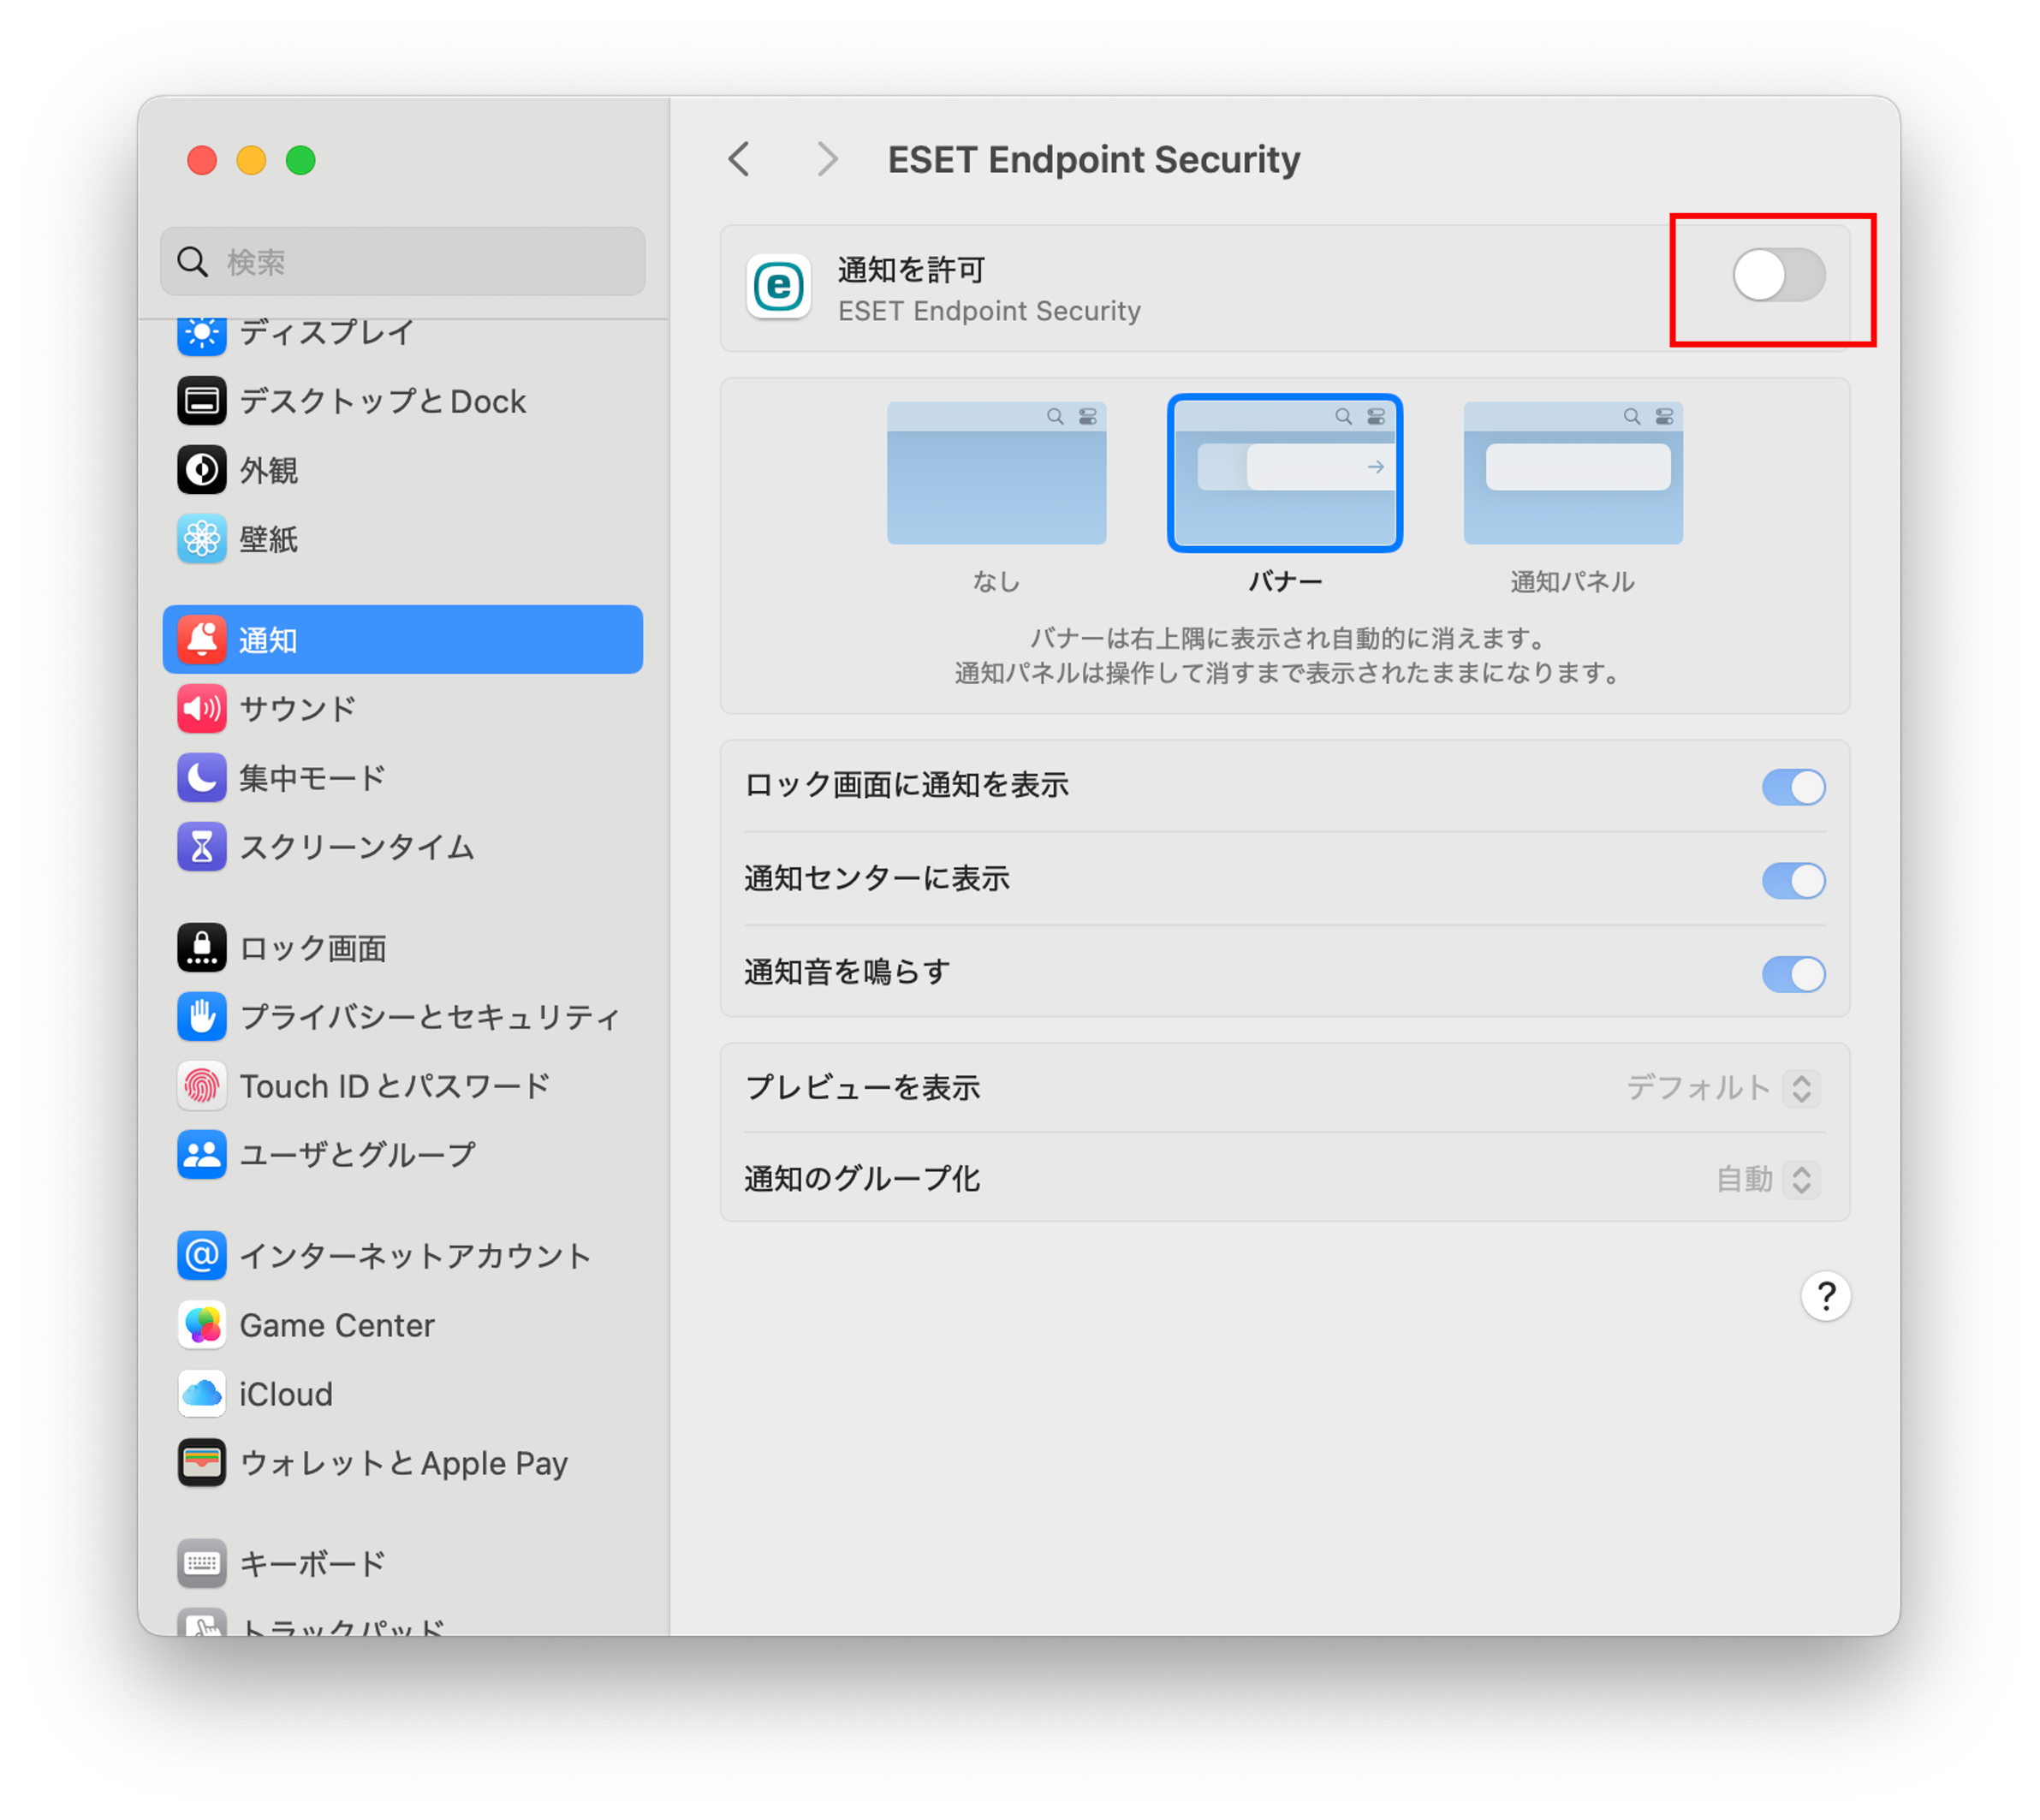 ESET Endpoint Security
検索
ディスプレイ
デスクトップとDock
外観
壁紙
通知
サウンド
集中モード
スクリーンタイム
ロック画面
プライバシーとセキュリティ
Touch IDとパスワード
ユーザとグループ
インターネットアカウント
Game Center
iCloud
ウォレットとApple Pay
キーボード
トラックパッド
通知を許可
ESET Endpoint Security
なし
バナー
通知パネル
バナーは右上隅に表示され自動的に消えます。
通知パネルは操作して消すまで表示されたままになります。
ロック画面に通知を表示
通知センターに表示
通知音を鳴らす
プレビューを表示 デフォルト
通知のグループ化 自動
?